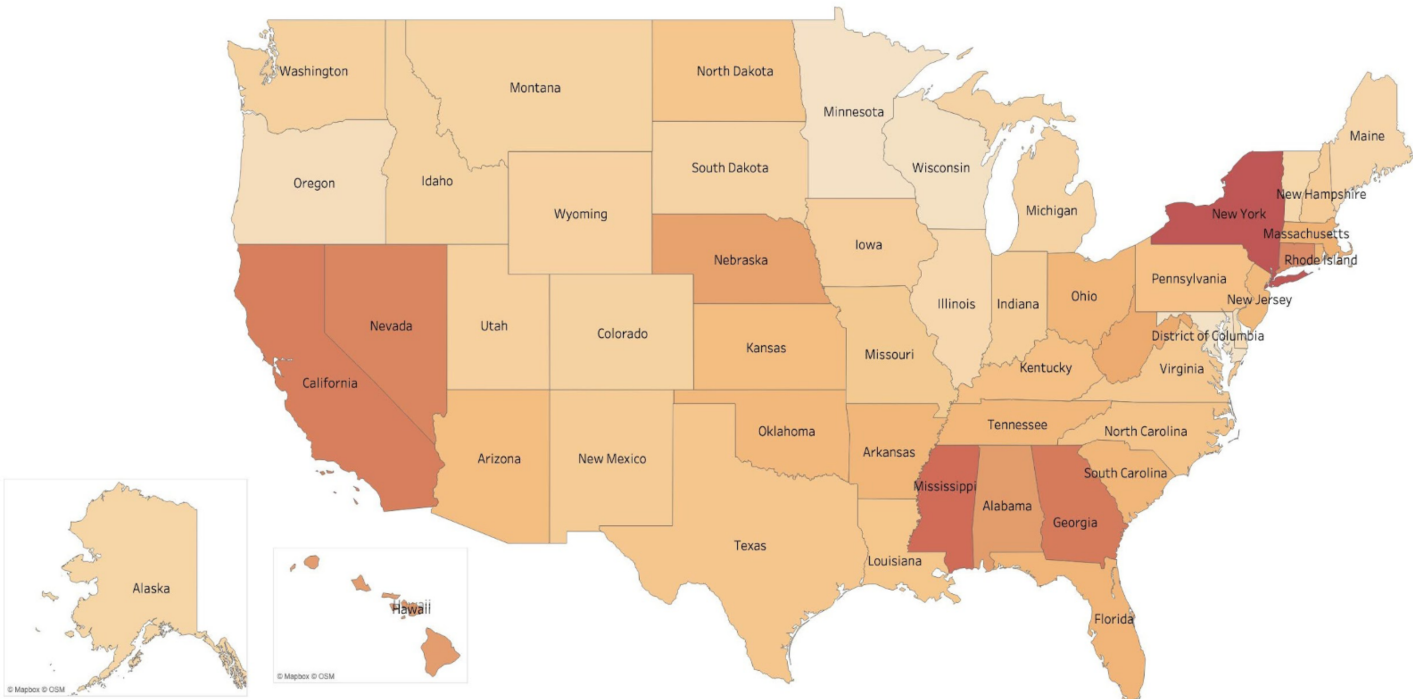 Washington
Montana
North Dakota
Minnesota
Maine
Oregon
Idaho
South Dakota
Wisconsin
Michigan
New Hampshire
Wyoming
New York
Massachusetts
Iowa
Rhode Island
Nebraska
Pennsylvania
Nevada
Utah
Colorado
Illinois
Indiana
Ohio
New Jersey
Kansas
Missouri
District of Columbia
California
Kentucky
Virginia
Oklahoma
Tennessee
North Carolina
Arizona
New Mexico
Arkansas
South Carolina
Mississippi
Alabama
Georgia
Texas
Louisiana
Florida
Alaska
Hawaii
© Mapbox © OSM
© Mapbox © OSM